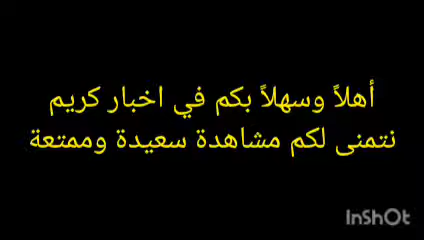 أهلاً وسهلاً بكم في اخبار كريم
نتمنى لكم مشاهدة سعيدة وممتعة
InShOt